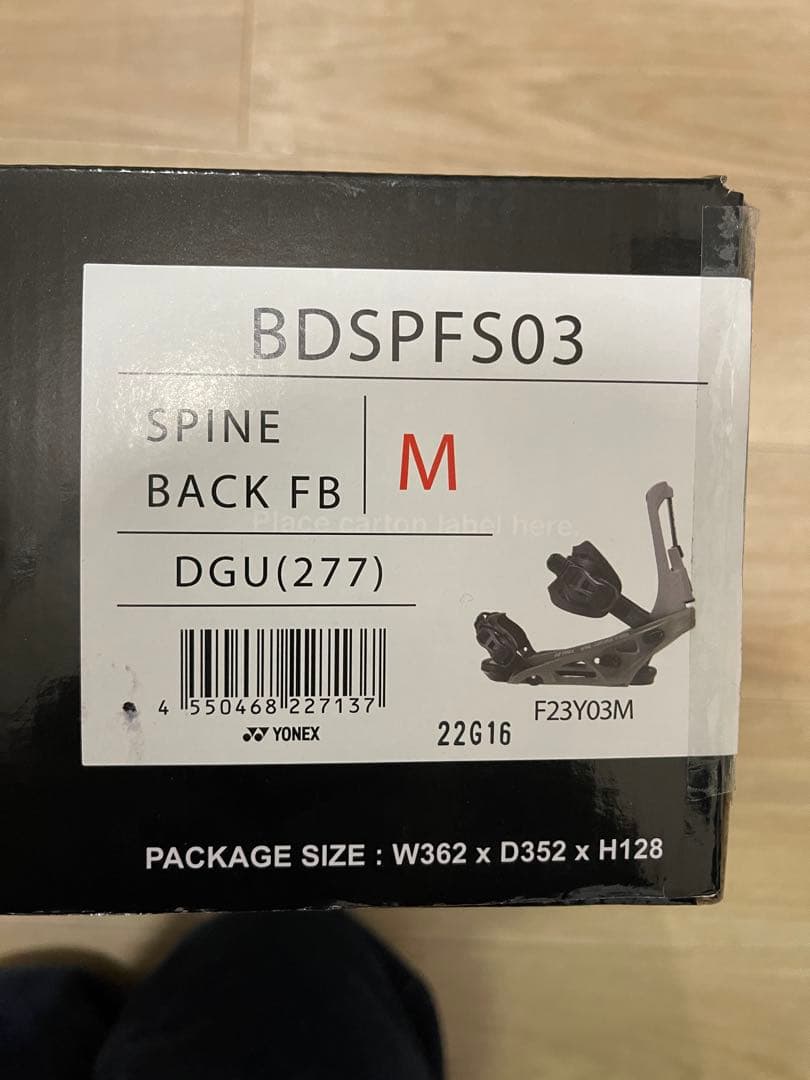 BDSPFS03
SPINE
BACK FB
M
Place carton label here.
DGU(277)
4 550468 227137
YONEX
22G16
F23Y03M
YONEX
PACKAGE SIZE : W362 x D352 x H128